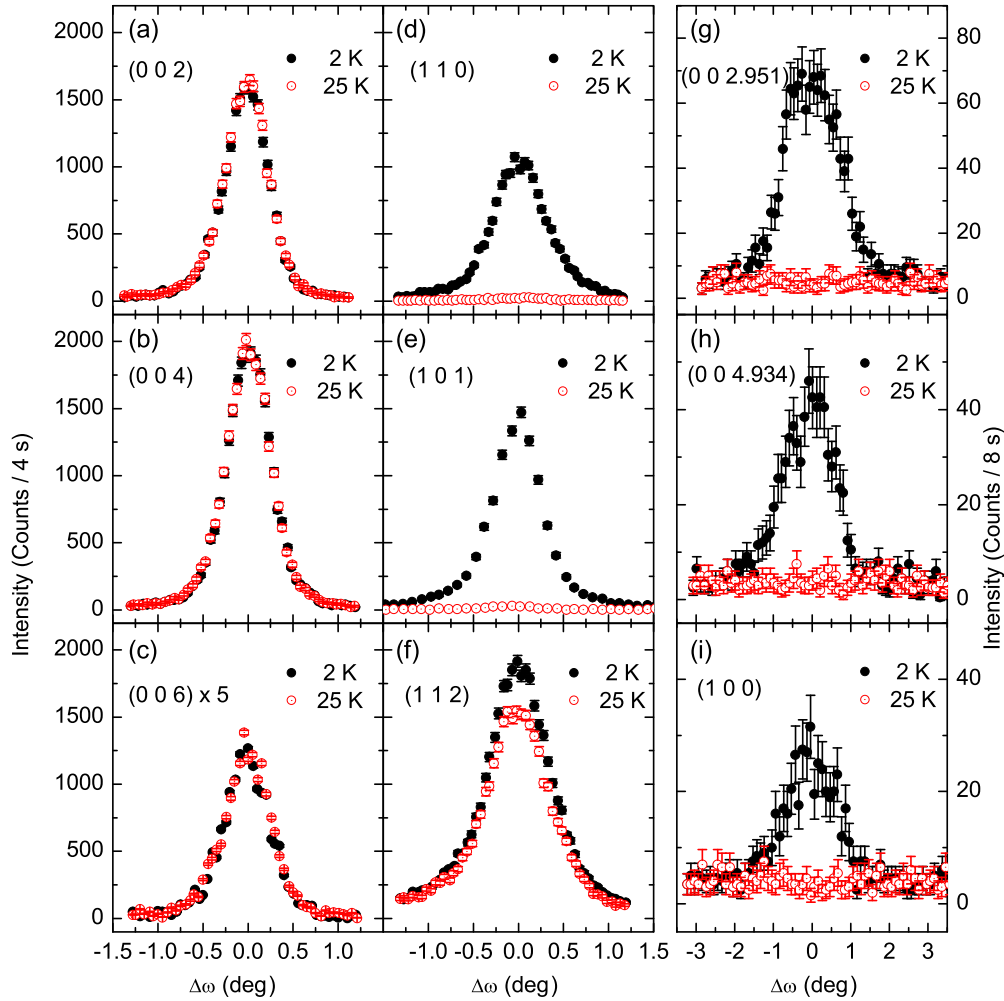 (a)
(0 0 2)
2 K
25 K
2000
1500
1000
500
0
(d)
(1 1 0)
2 K
25 K
(g)
(0 0 2.951)
2 K
25 K
80
60
40
20
0
(b)
(0 0 4)
2 K
25 K
2000
1500
1000
500
0
(e)
(1 0 1)
2 K
25 K
(h)
(0 0 4.934)
2 K
25 K
40
20
0
(c)
(0 0 6) x 5
2 K
25 K
2000
1500
1000
500
0
(f)
(1 1 2)
2 K
25 K
(i)
(1 0 0)
2 K
25 K
40
20
0
Intensity (Counts / 4 s)
Intensity (Counts / 8 s)
-1.5 -1.0 -0.5 0.0 0.5 1.0
-1.0 -0.5 0.0 0.5 1.0 1.5
-3 -2 -1 0 1 2 3
Δω (deg)
Δω (deg)
Δω (deg)